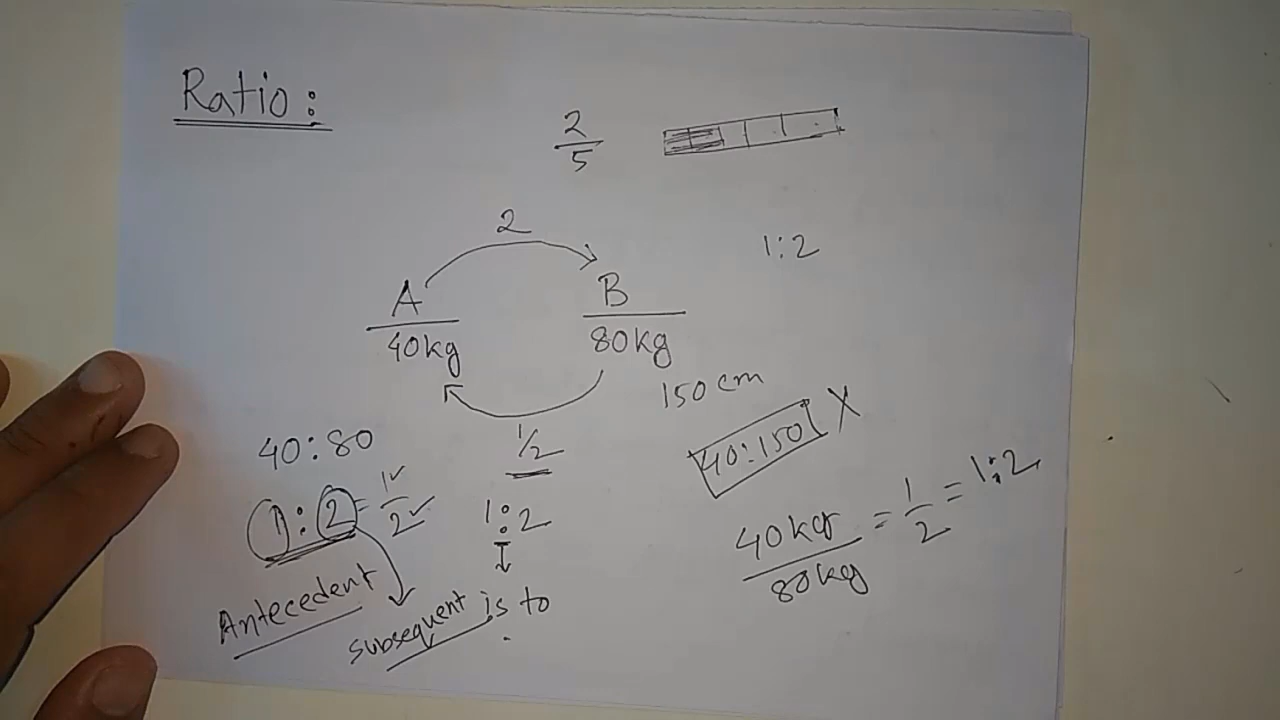 Ratio:
2/5
2
1:2
A B
40kg 80kg
150 cm
40:80
1/2
40:150 X
1:2 = 1/2
1:2
40kg/80kg = 1/2 = 1:2
Antecedent
Subsequent
is to